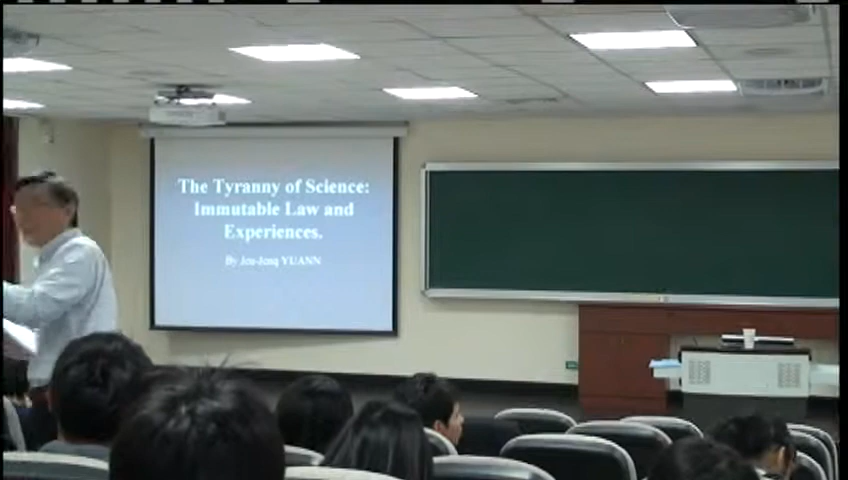 The Tyranny of Science:
Immutable Law and
Experiences.
By Jeu-Jenq YUANN